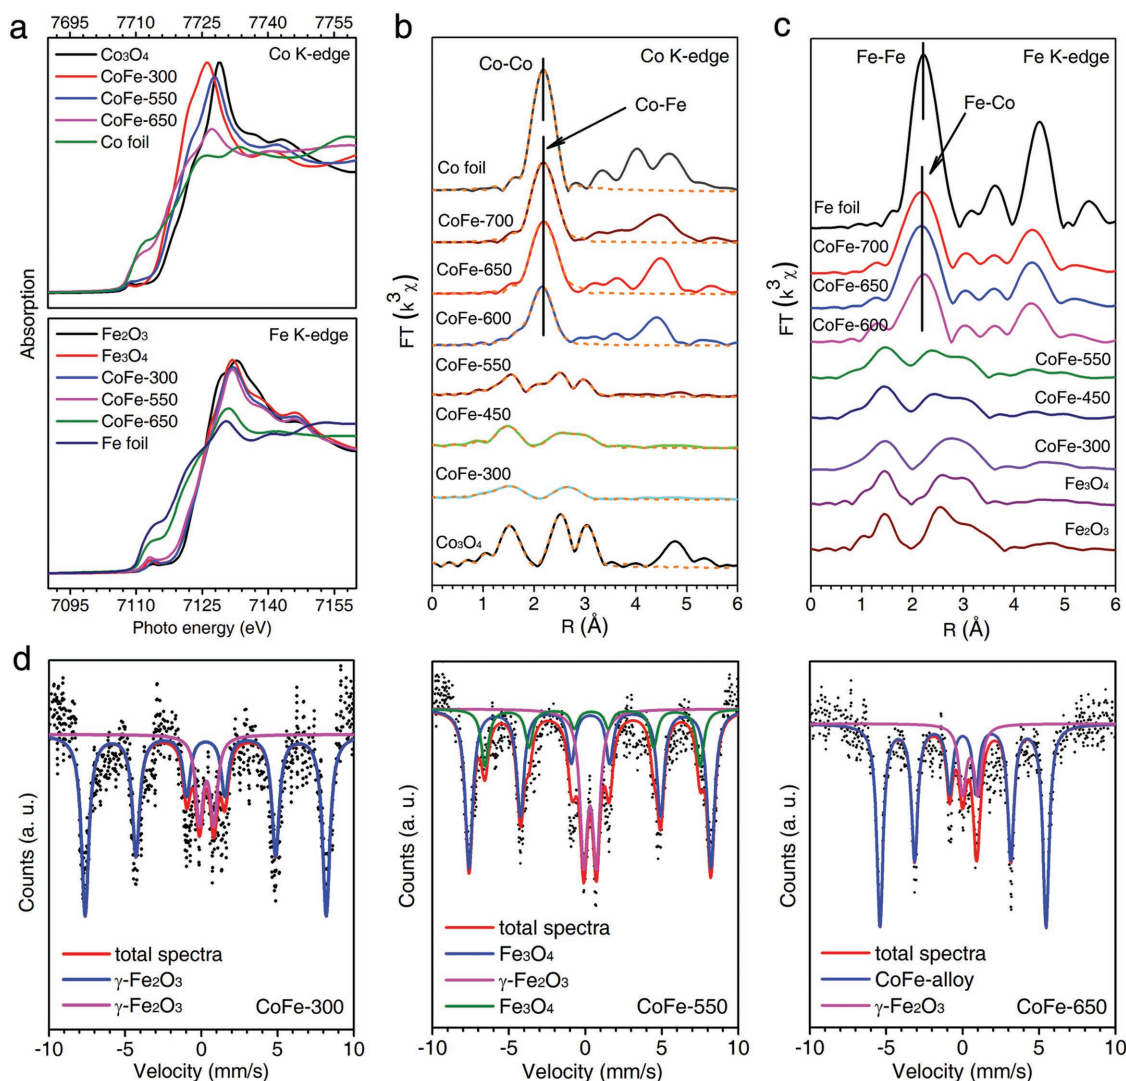 a
7695 7710 7725 7740 7755
Co K-edge
Co₃O₄
CoFe-300
CoFe-550
CoFe-650
Co foil
Absorption
Fe K-edge
Fe₂O₃
Fe₃O₄
CoFe-300
CoFe-550
CoFe-650
Fe foil
7095 7110 7125 7140 7155
Photo energy (eV)
b
Co K-edge
Co-Co
Co-Fe
Co foil
CoFe-700
CoFe-650
CoFe-600
CoFe-550
CoFe-450
CoFe-300
Co₃O₄
FT (k³χ)
0 1 2 3 4 5 6
R (Å)
c
Fe K-edge
Fe-Fe
Fe-Co
Fe foil
CoFe-700
CoFe-650
CoFe-600
CoFe-550
CoFe-450
CoFe-300
Fe₃O₄
Fe₂O₃
FT (k³χ)
0 1 2 3 4 5 6
R (Å)
d
Counts (a. u.)
total spectra
γ-Fe₂O₃
γ-Fe₂O₃
CoFe-300
-10 -5 0 5 10
Velocity (mm/s)
Counts (a. u.)
total spectra
Fe₃O₄
γ-Fe₂O₃
Fe₃O₄
CoFe-550
-10 -5 0 5 10
Velocity (mm/s)
Counts (a. u.)
total spectra
CoFe-alloy
γ-Fe₂O₃
CoFe-650
-10 -5 0 5 10
Velocity (mm/s)